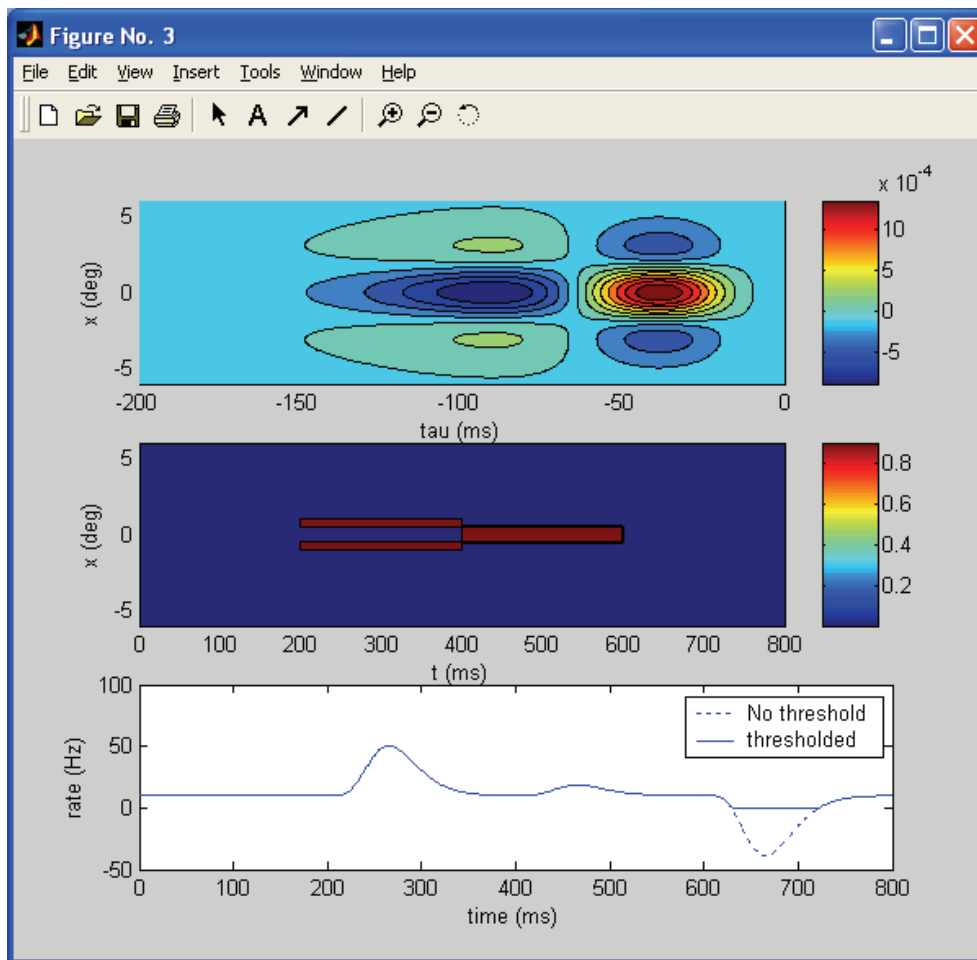 Figure No. 3
File Edit View Insert Tools Window Help
A
x 10-4
5
0
-5
x (deg)
-200 -150 -100 -50 0
tau (ms)
10
5
0
-5
5
0
-5
x (deg)
0 100 200 300 400 500 600 700 800
t (ms)
0.8
0.6
0.4
0.2
100
50
0
-50
rate (Hz)
No threshold
thresholded
0 100 200 300 400 500 600 700 800
time (ms)